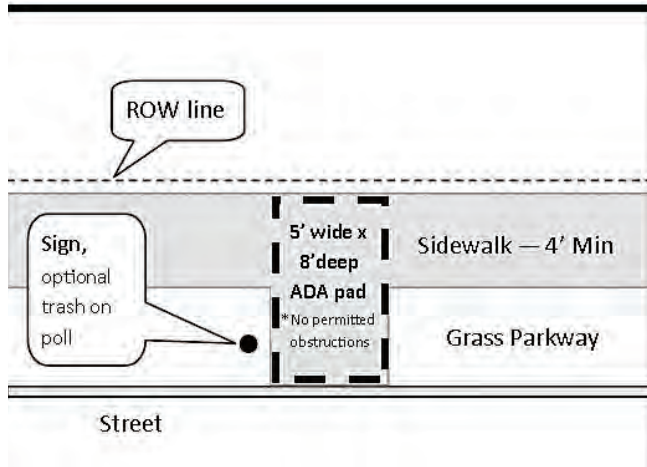 ROW line
Sign,
optional
trash on
poll
5' wide x
8'deep
ADA pad
*No permitted
obstructions
Sidewalk — 4' Min
Grass Parkway
Street